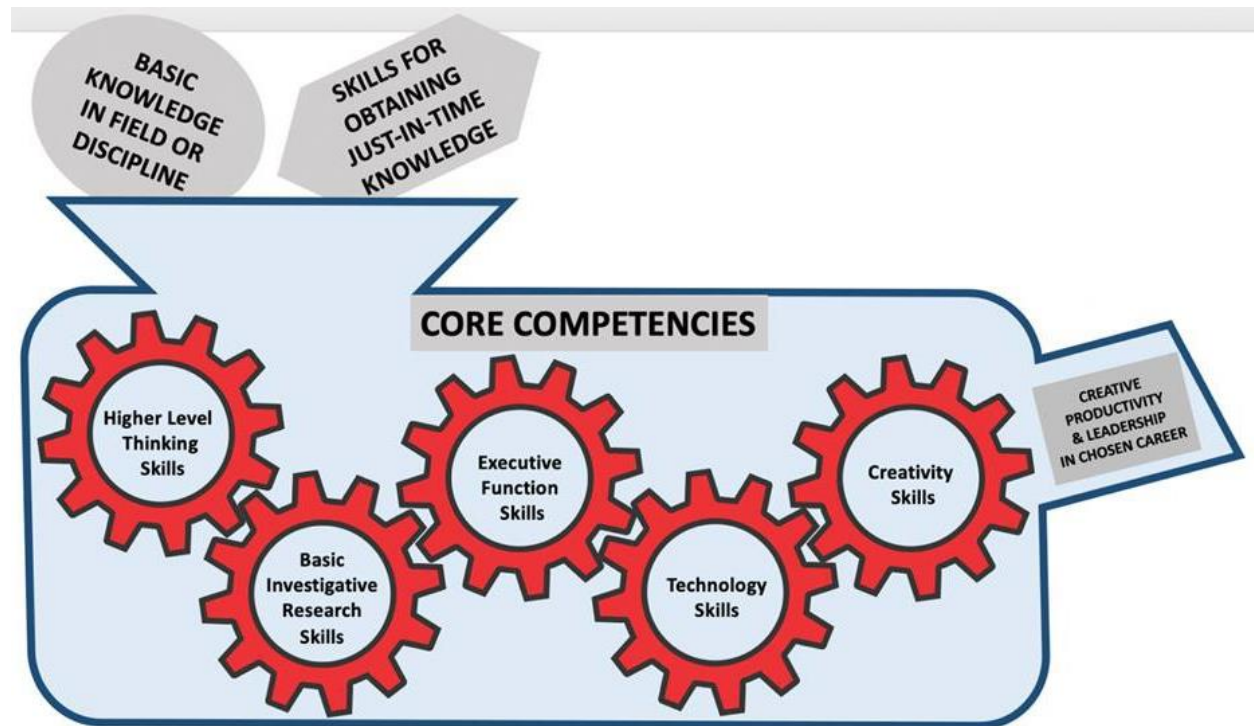 BASIC
KNOWLEDGE
IN FIELD OR
DISCIPLINE
SKILLS FOR
OBTAINING
JUST-IN-TIME
KNOWLEDGE
CORE COMPETENCIES
Higher Level
Thinking
Skills
Basic
Investigative
Research
Skills
Executive
Function
Skills
Technology
Skills
Creativity
Skills
CREATIVE
PRODUCTIVITY
& LEADERSHIP
IN CHOSEN CAREER